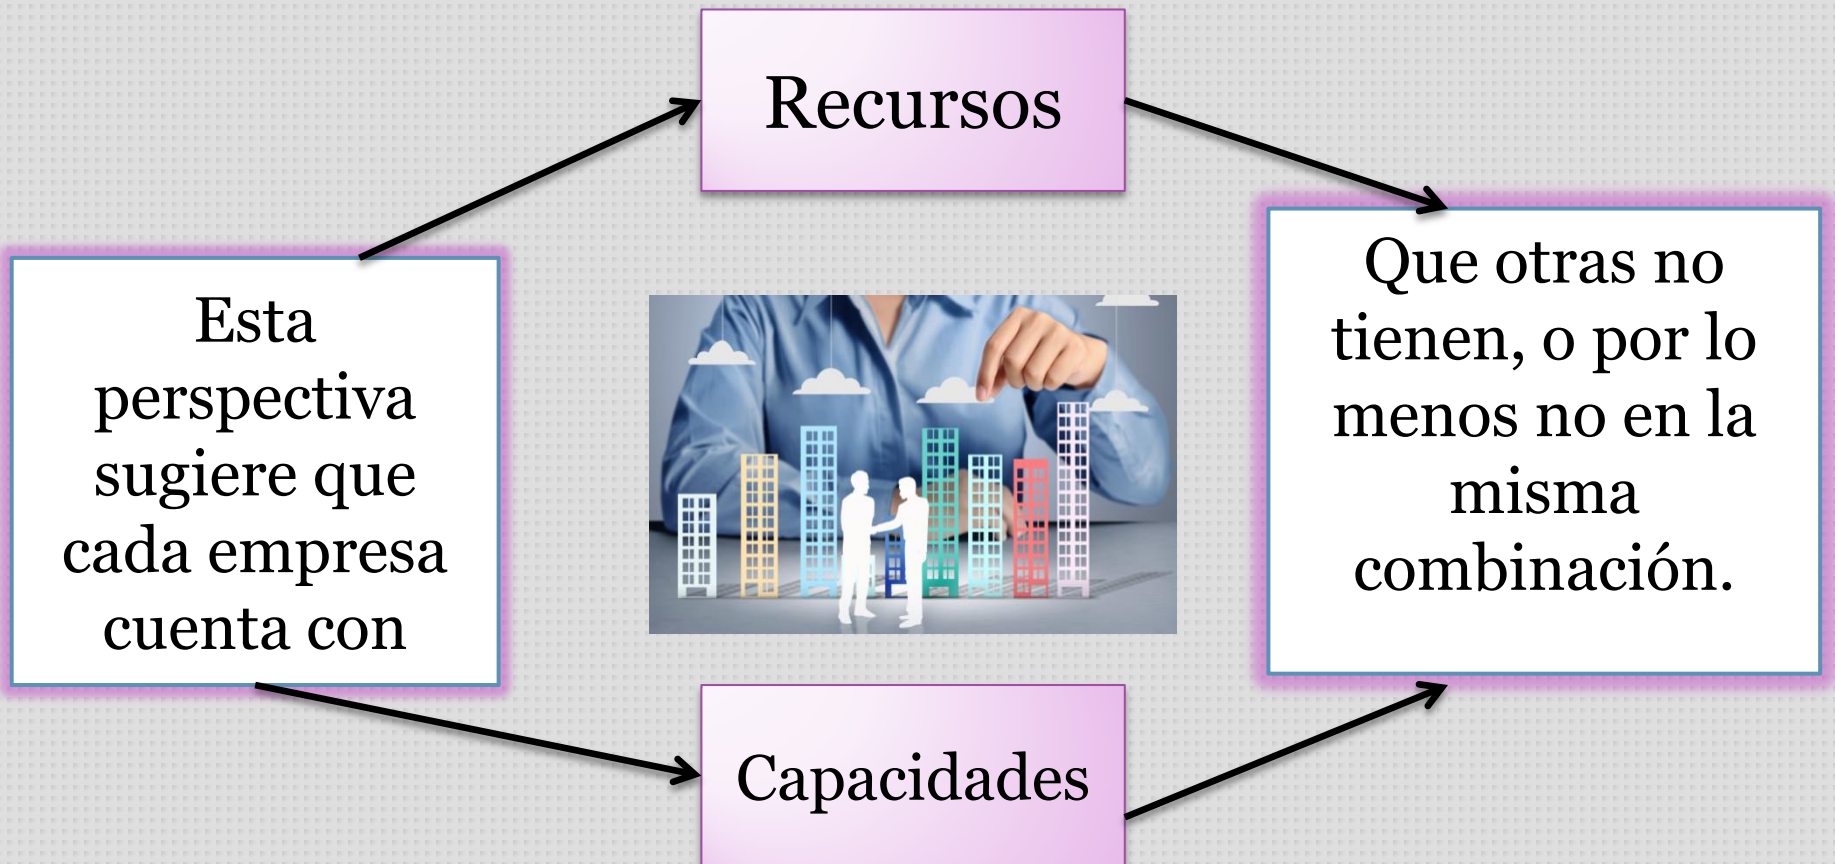 Esta
perspectiva
sugiere que
cada empresa
cuenta con
Recursos
Capacidades
Que otras no
tienen, o por lo
menos no en la
misma
combinación.